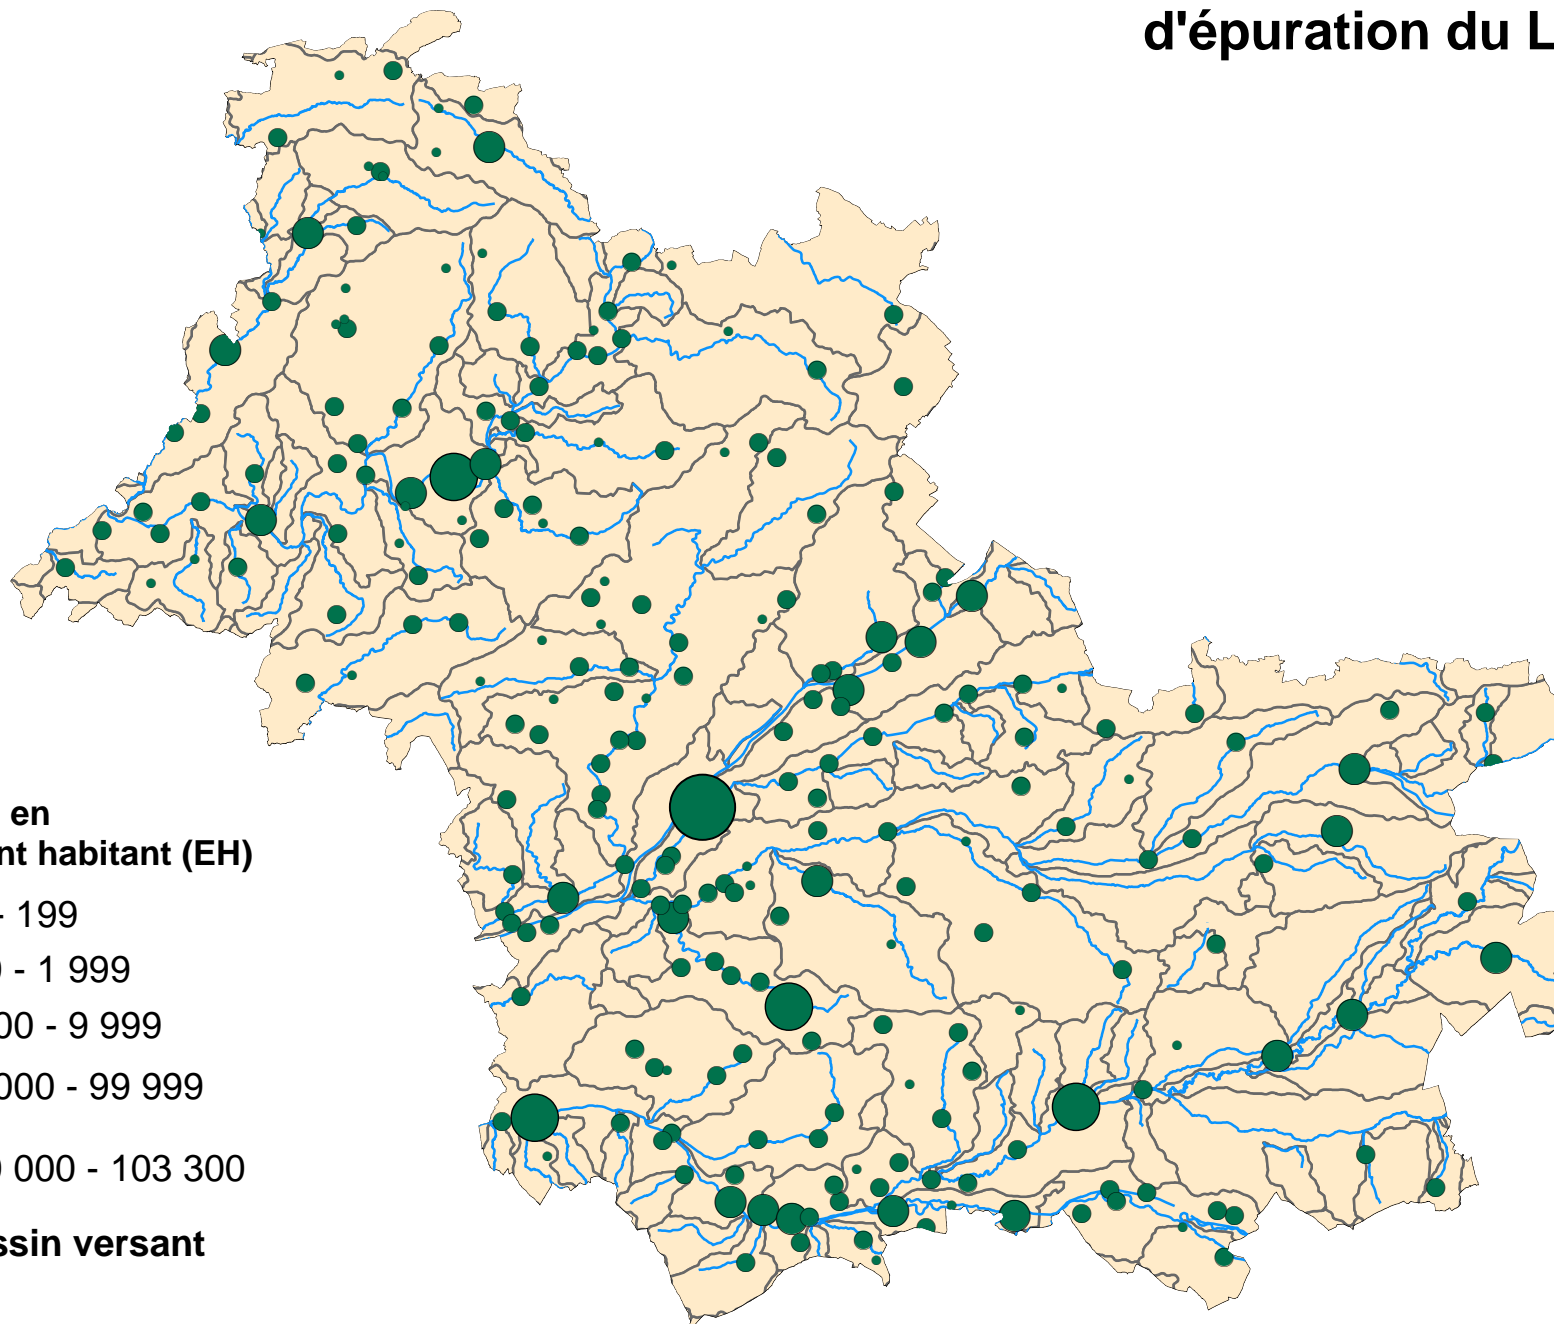 d'épuration du L
en
nt habitant (EH)
- 199
- 1 999
00 - 9 999
000 - 99 999
000 - 103 300
ssin versant